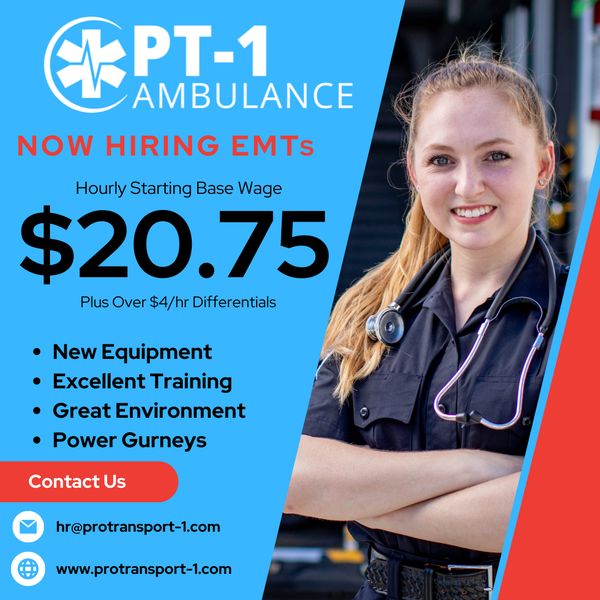 PT-1
AMBULANCE
NOW HIRING EMTs
Hourly Starting Base Wage
$20.75
Plus Over $4/hr Differentials
• New Equipment
• Excellent Training
• Great Environment
• Power Gurneys
Contact Us
hr@protransport-1.com
www.protransport-1.com